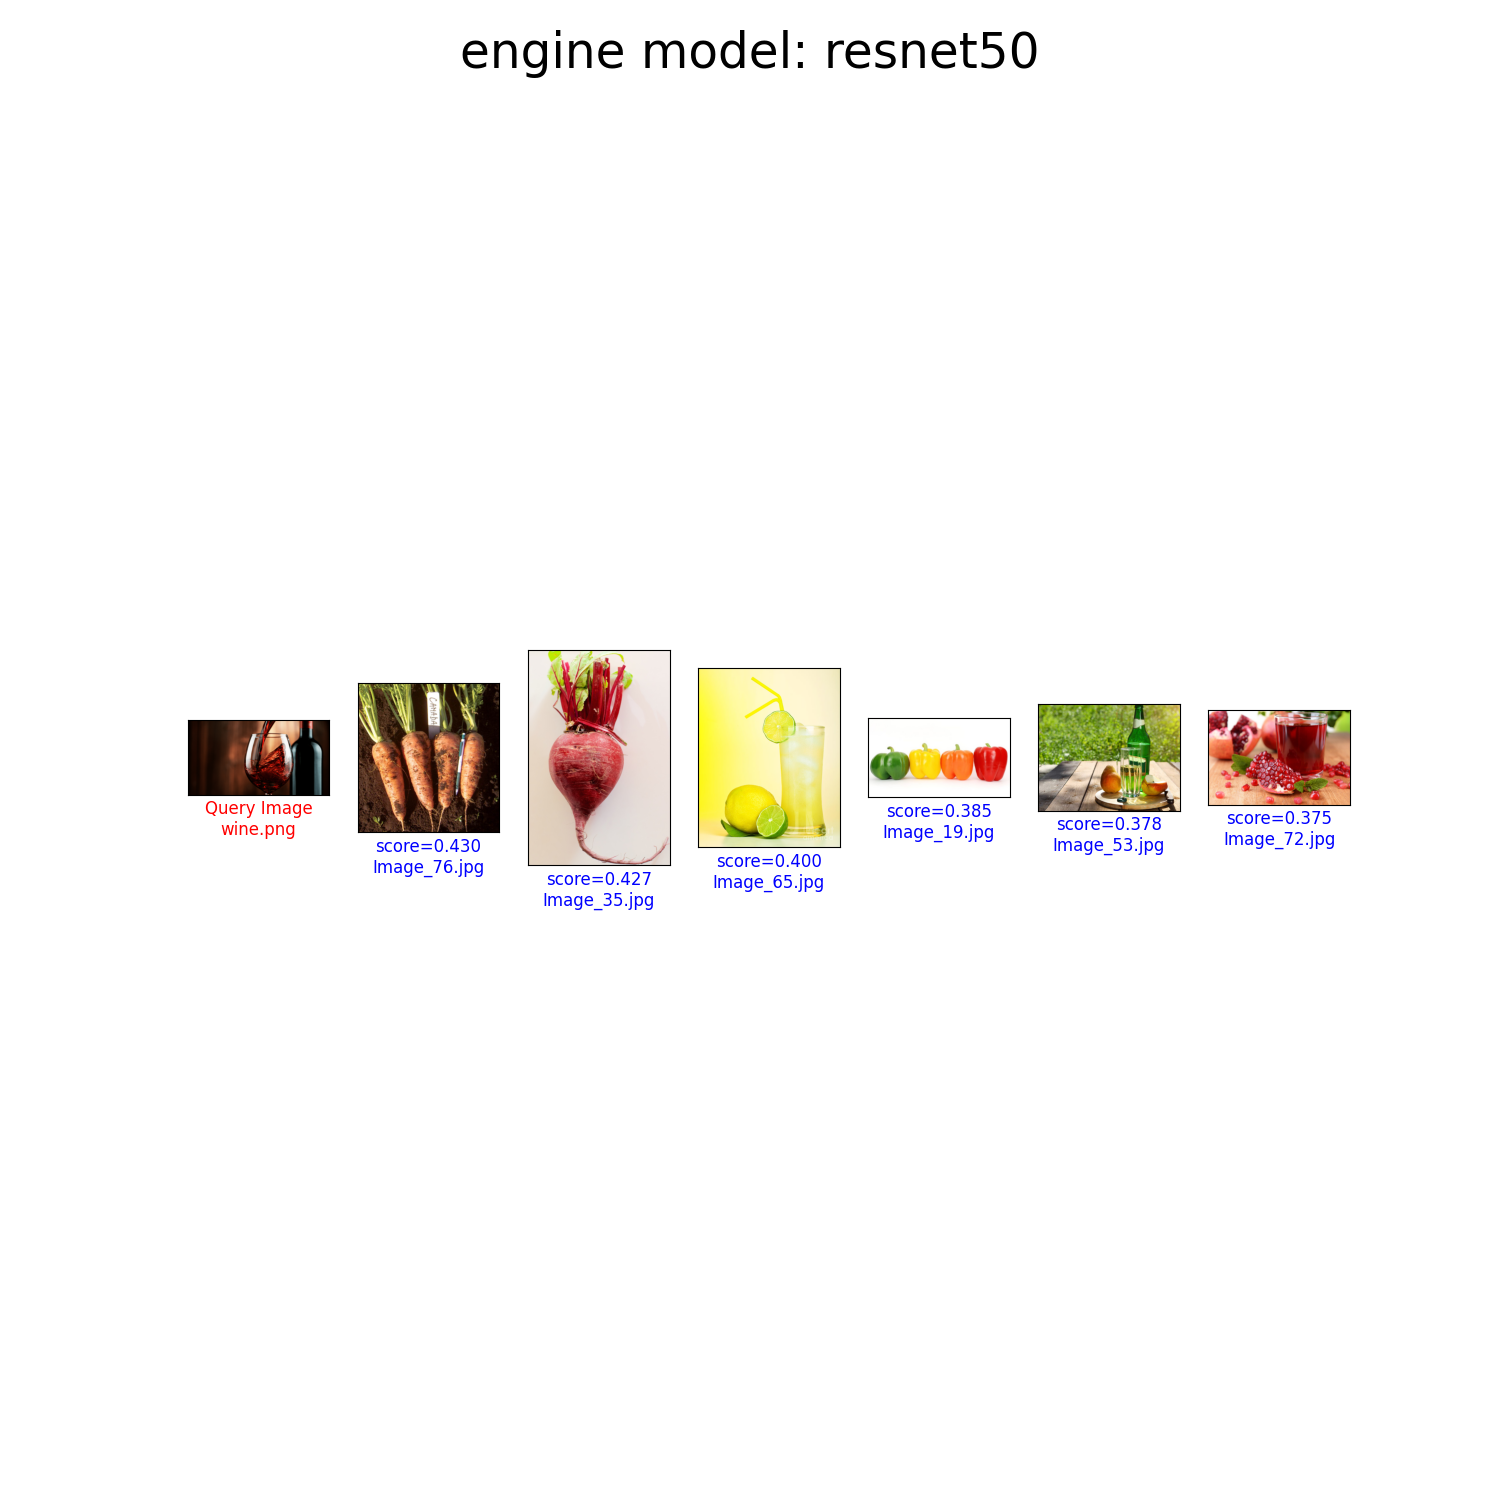 engine model: resnet50
Query Image
wine.png
score=0.430
Image_76.jpg
score=0.427
Image_35.jpg
score=0.400
Image_65.jpg
score=0.385
Image_19.jpg
score=0.378
Image_53.jpg
score=0.375
Image_72.jpg